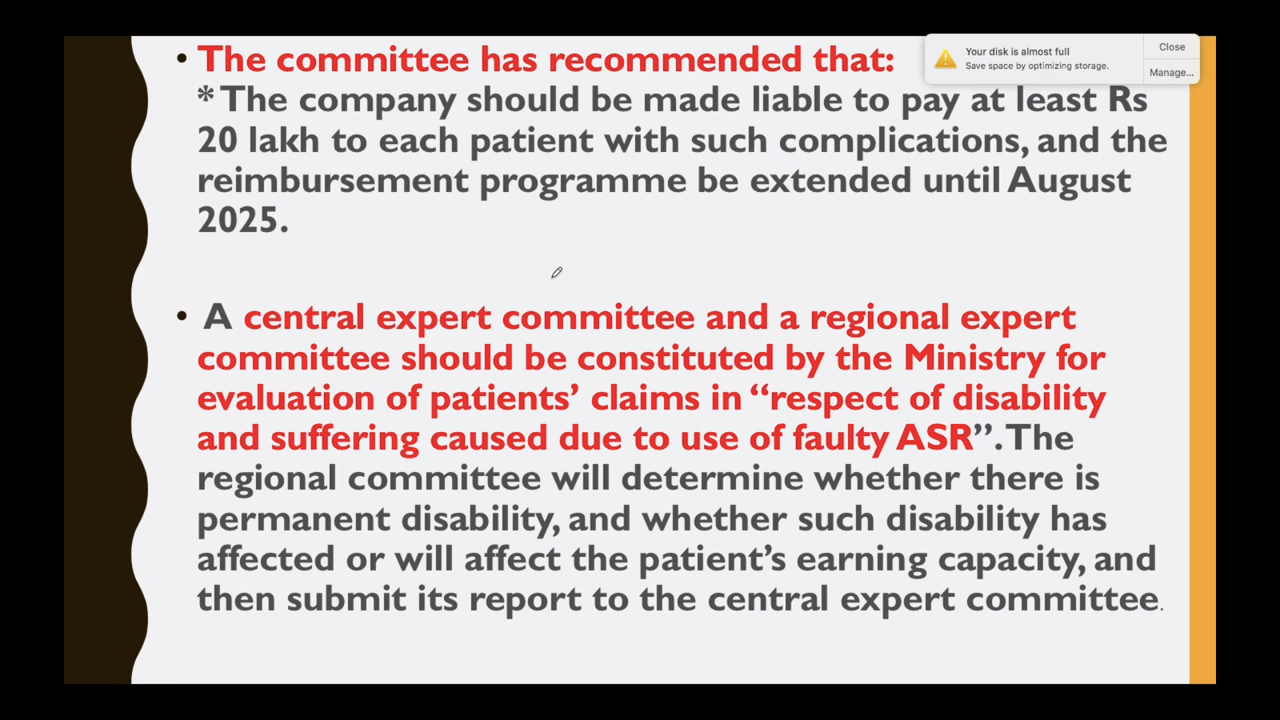 • The committee has recommended that:
* The company should be made liable to pay at least Rs
20 lakh to each patient with such complications, and the
reimbursement programme be extended until August
2025.
• A central expert committee and a regional expert
committee should be constituted by the Ministry for
evaluation of patients’ claims in “respect of disability
and suffering caused due to use of faulty ASR”. The
regional committee will determine whether there is
permanent disability, and whether such disability has
affected or will affect the patient’s earning capacity, and
then submit its report to the central expert committee.
Your disk is almost full
Save space by optimizing storage.
Close
Manage...